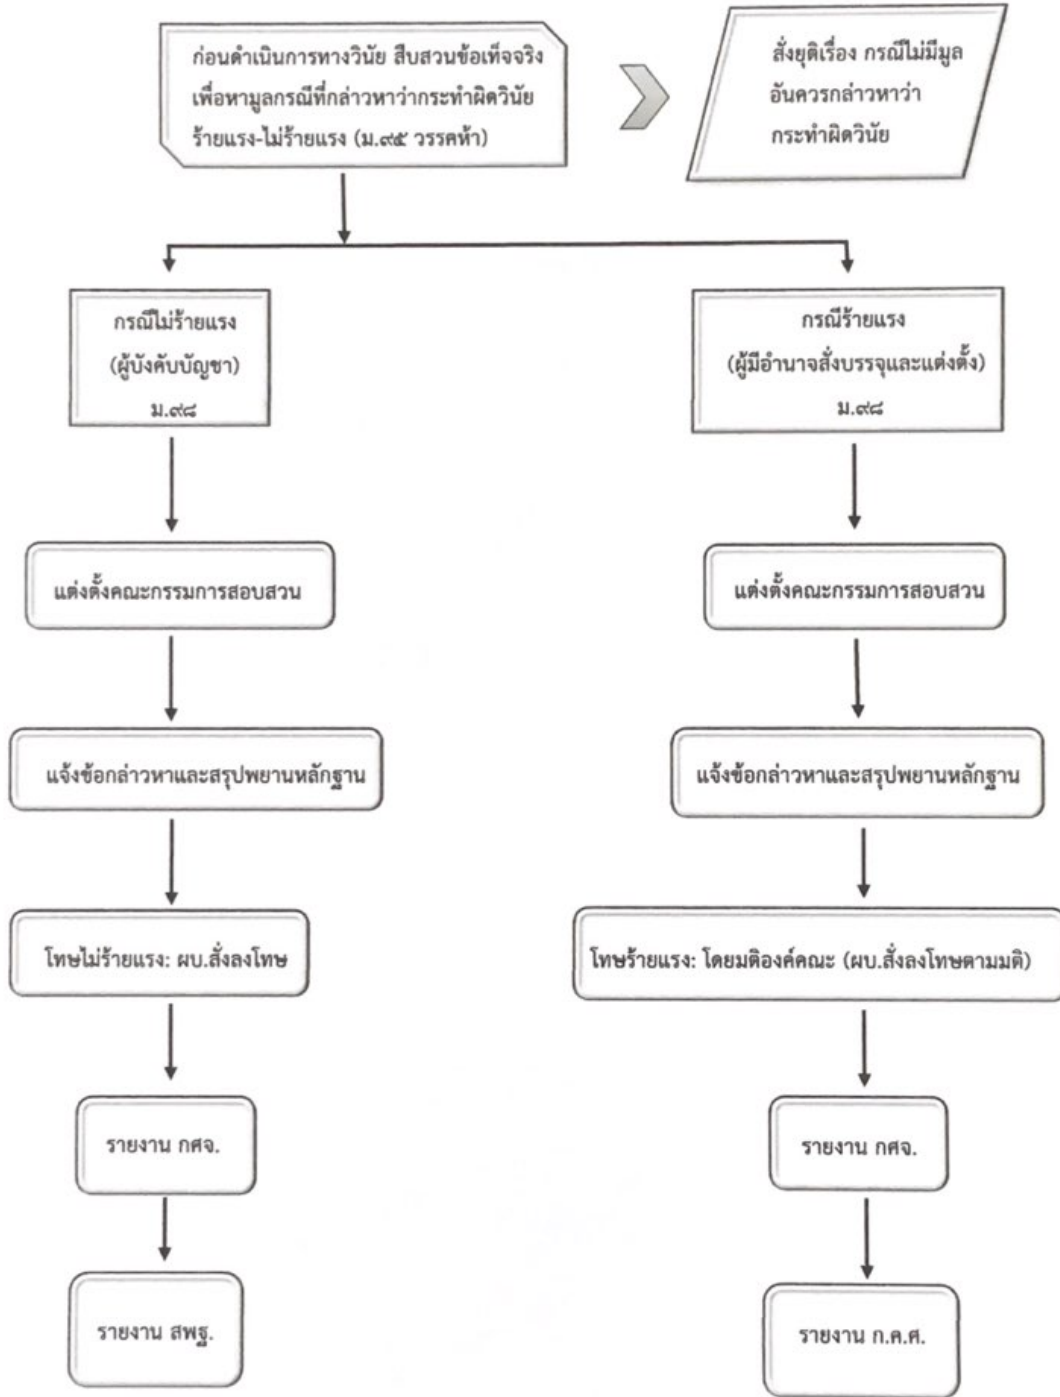 ก่อนดำเนินการทางวินัย สืบสวนข้อเท็จจริง
เพื่อหามูลกรณีที่กล่าวหาว่ากระทำผิดวินัย
ร้ายแรง-ไม่ร้ายแรง (ม.๙๕ วรรคห้า)
สั่งยุติเรื่อง กรณีไม่มีมูล
อันควรกล่าวหาว่า
กระทำผิดวินัย
กรณีไม่ร้ายแรง
(ผู้บังคับบัญชา)
ม.๙๘
กรณีร้ายแรง
(ผู้มีอำนาจสั่งบรรจุและแต่งตั้ง)
ม.๙๘
แต่งตั้งคณะกรรมการสอบสวน
แต่งตั้งคณะกรรมการสอบสวน
แจ้งข้อกล่าวหาและสรุปพยานหลักฐาน
แจ้งข้อกล่าวหาและสรุปพยานหลักฐาน
โทษไม่ร้ายแรง: ผบ.สั่งลงโทษ
โทษร้ายแรง: โดยมติองค์คณะ (ผบ.สั่งลงโทษตามมติ)
รายงาน กศจ.
รายงาน กศจ.
รายงาน สพฐ.
รายงาน ก.ค.ศ.